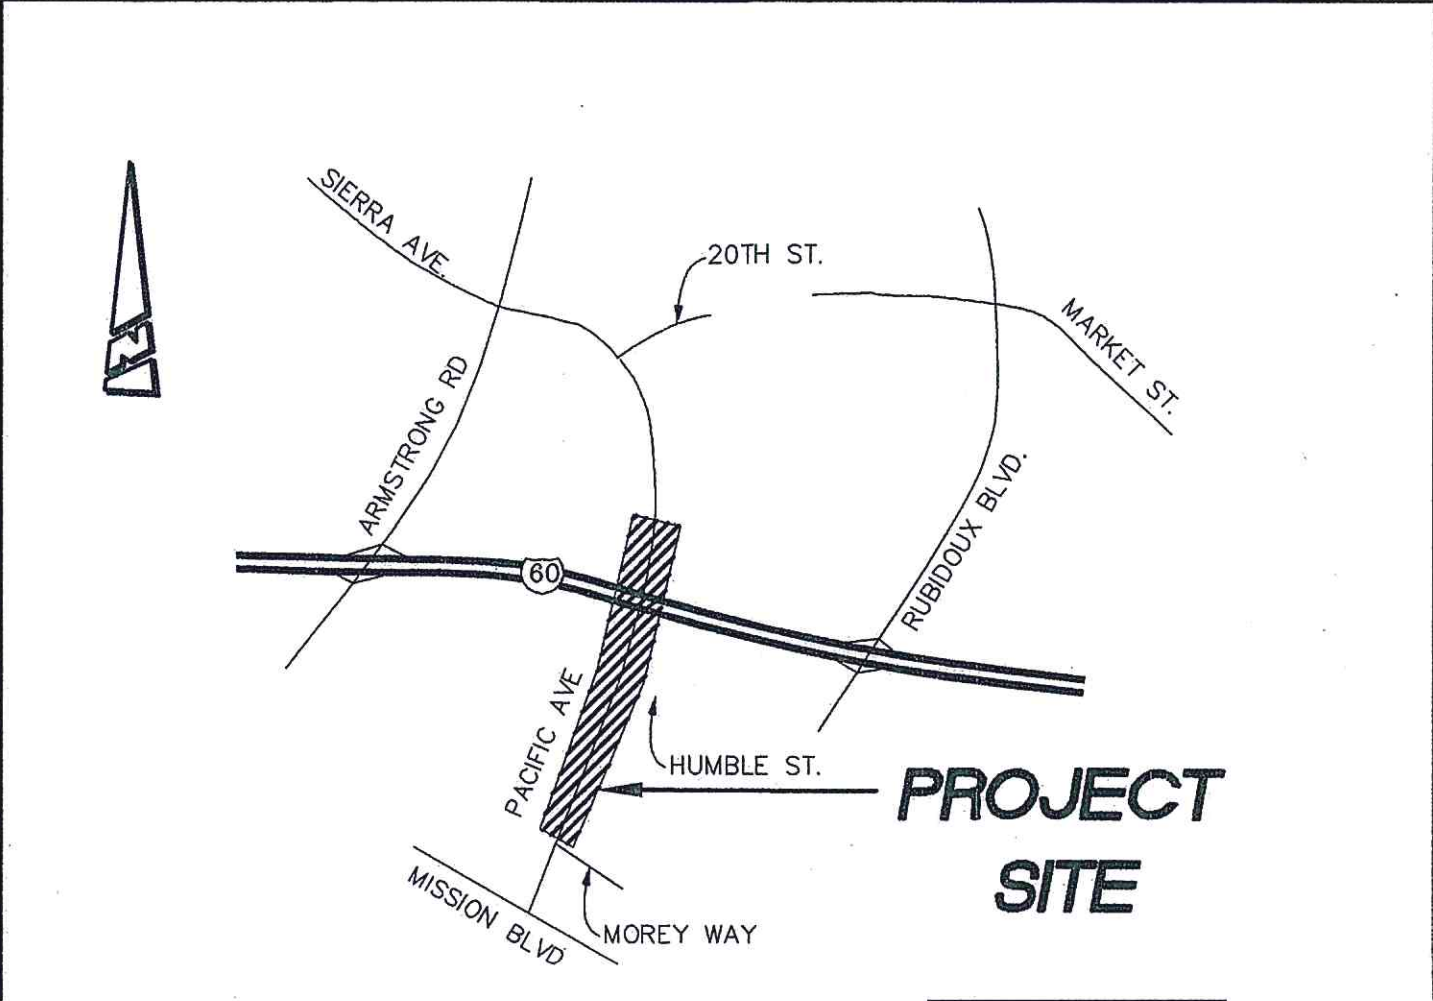 SIERRA AVE.
20TH ST.
MARKET ST.
N
ARMSTRONG RD
RUBIDOUX BLVD.
60
PACIFIC AVE
HUMBLE ST.
PROJECT
SITE
MISSION BLVD
MOREY WAY